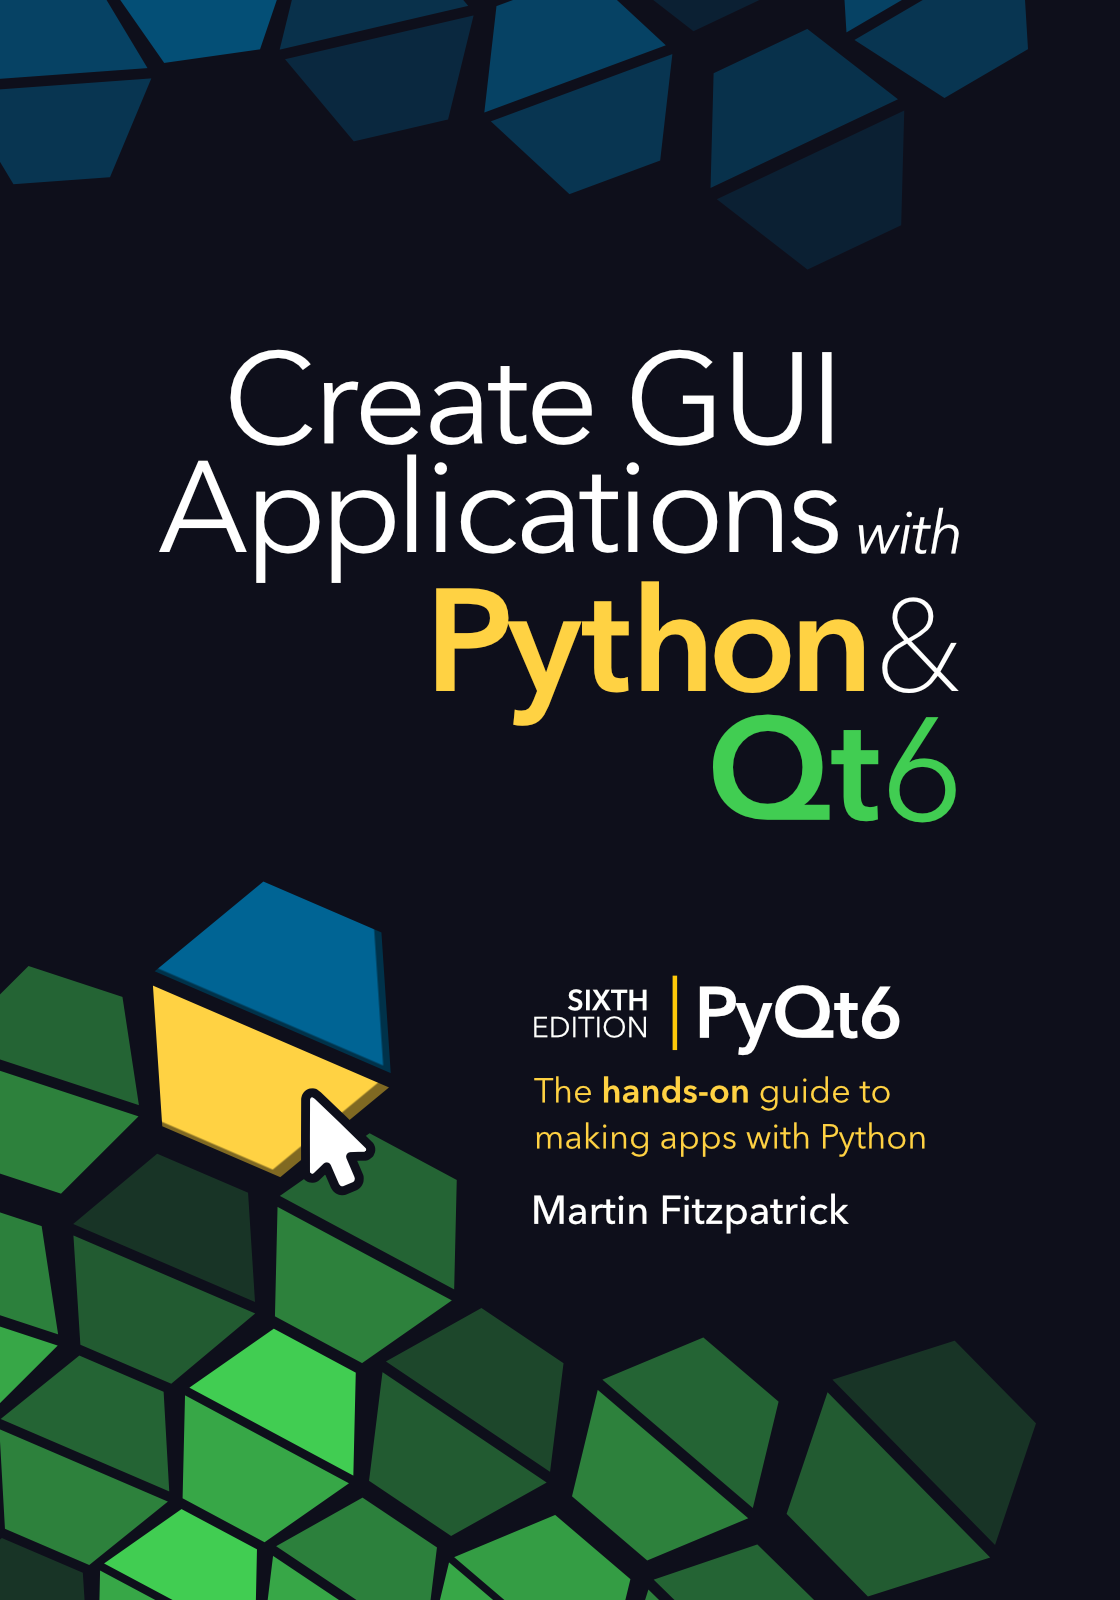 Create GUI
Applications with
Python &
Qt6
SIXTH
EDITION
PyQt6
The hands-on guide to
making apps with Python
Martin Fitzpatrick